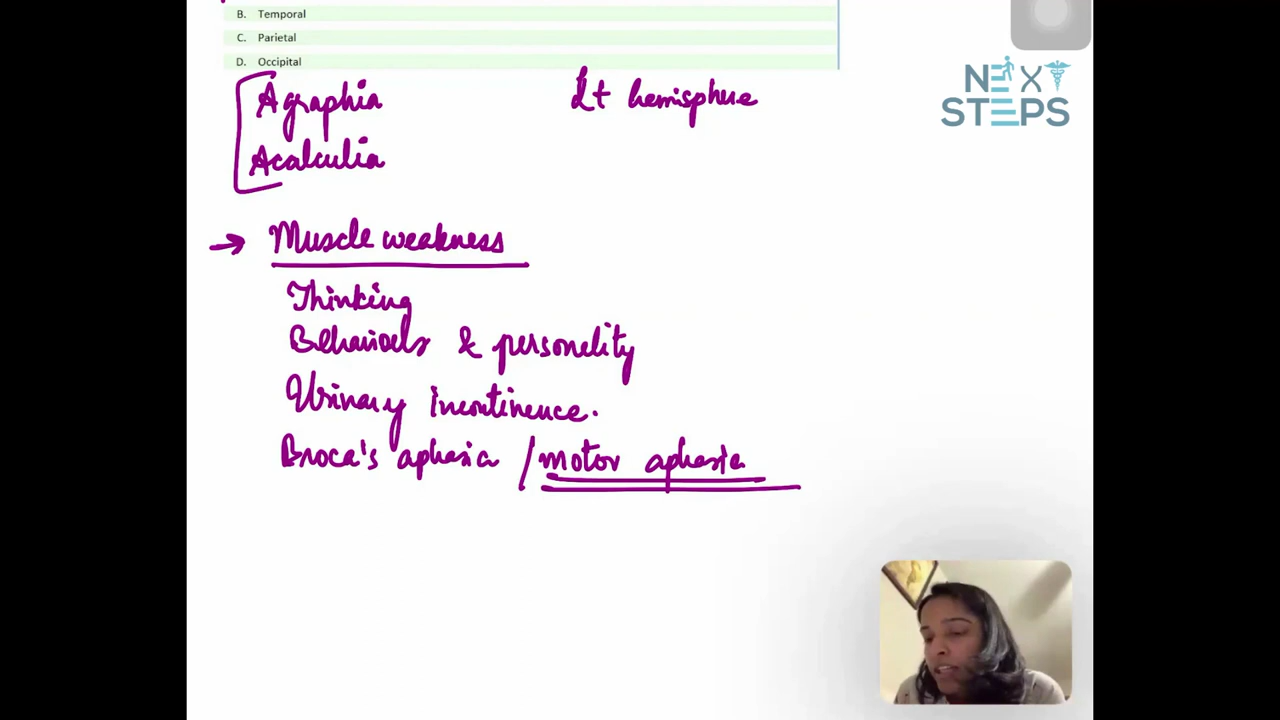 B. Temporal
C. Parietal
D. Occipital
Agraphia
Lt hemisphere
Acalculia
NEXT
STEPS
→ Muscle weakness
Thinking
Behaviors & personality
Urinary incontinence.
Broca's aphasia / motor aphasia